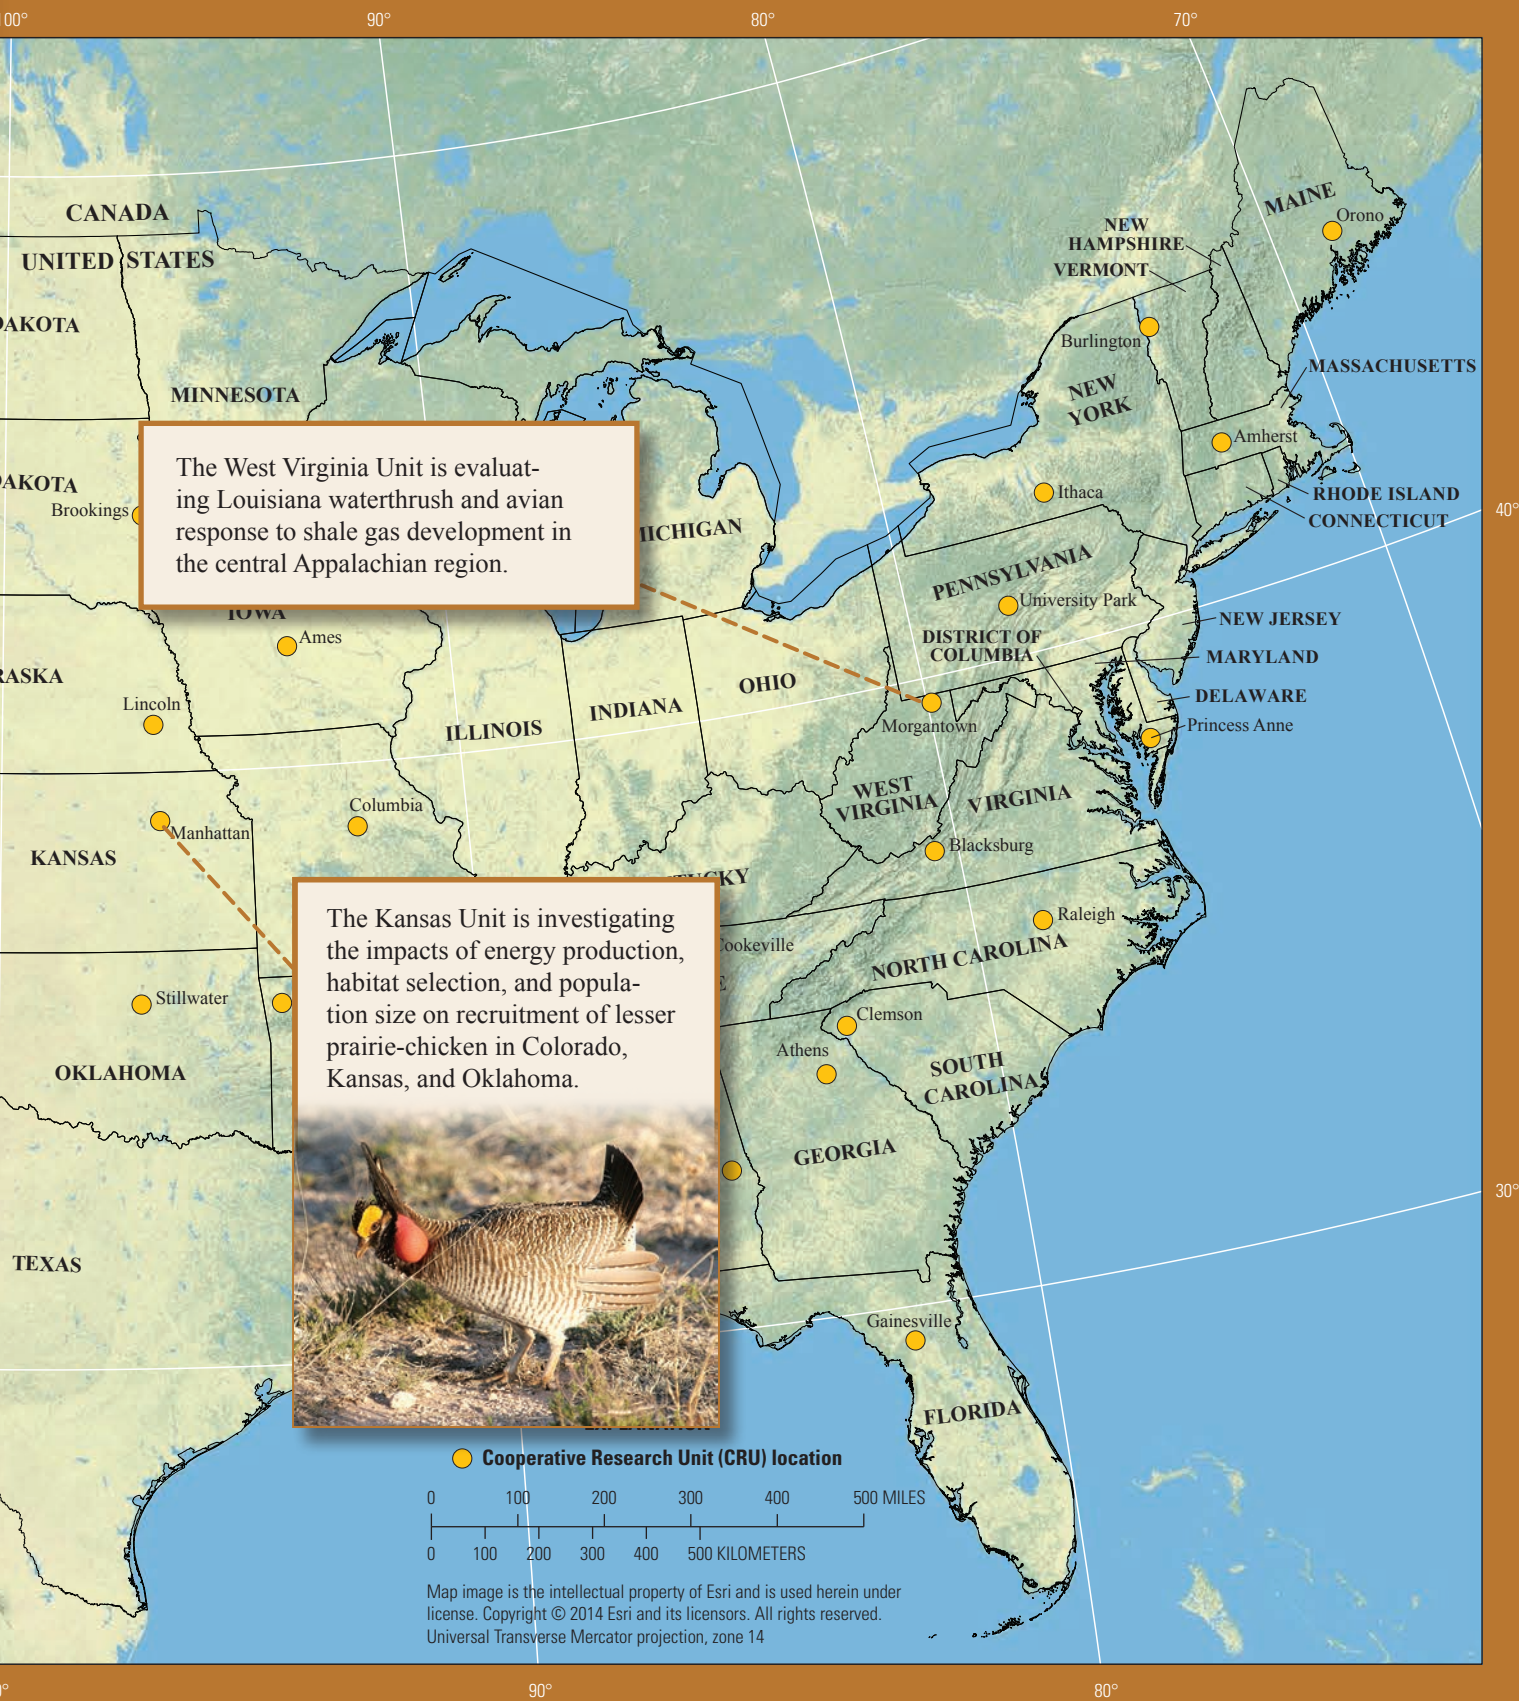 100°
90°
80°
70°
CANADA
UNITED STATES
MAINE
Orono
NEW
HAMPSHIRE
VERMONT
DAKOTA
Burlington
MASSACHUSETTS
MINNESOTA
NEW
YORK
Amherst
The West Virginia Unit is evaluat-
ing Louisiana waterthrush and avian
response to shale gas development in
the central Appalachian region.
DAKOTA
Brookings
Ithaca
RHODE ISLAND
CONNECTICUT
40°
MICHIGAN
PENNSYLVANIA
University Park
IOWA
Ames
NEW JERSEY
DISTRICT OF
COLUMBIA
MARYLAND
RASKA
OHIO
DELAWARE
Lincoln
INDIANA
ILLINOIS
Morgantown
Princess Anne
WEST
VIRGINIA
VIRGINIA
Columbia
Manhattan
KANSAS
Blacksburg
TUCKY
Raleigh
The Kansas Unit is investigating
the impacts of energy production,
habitat selection, and popula-
tion size on recruitment of lesser
prairie-chicken in Colorado,
Kansas, and Oklahoma.
Cookeville
NORTH CAROLINA
E
Stillwater
Clemson
Athens
OKLAHOMA
SOUTH
CAROLINA
GEORGIA
30°
TEXAS
Gainesville
FLORIDA
Cooperative Research Unit (CRU) location
0 100 200 300 400 500 MILES
0 100 200 300 400 500 KILOMETERS
Map image is the intellectual property of Esri and is used herein under
license. Copyright © 2014 Esri and its licensors. All rights reserved.
Universal Transverse Mercator projection, zone 14
90°
80°